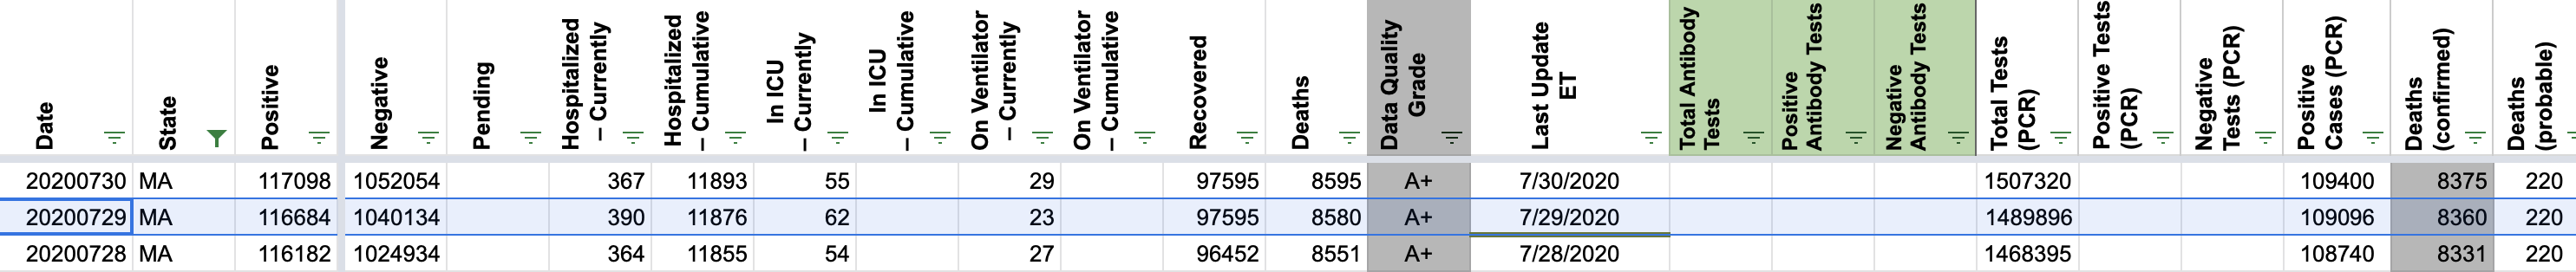 Date
State
Positive
Negative
Pending
Hospitalized
– Currently
Hospitalized
– Cumulative
In ICU
– Currently
In ICU
– Cumulative
On Ventilator
– Currently
On Ventilator
– Cumulative
Recovered
Deaths
Data Quality
Grade
Last Update
ET
Total Antibody
Tests
Positive
Antibody Tests
Negative
Antibody Tests
Total Tests
(PCR)
Positive Tests
(PCR)
Negative
Tests (PCR)
Positive
Cases (PCR)
Deaths
(confirmed)
Deaths
(probable)
20200730 MA 117098 1052054 367 11893 55 29 97595 8595 A+ 7/30/2020 1507320 109400 8375 220
20200729 MA 116684 1040134 390 11876 62 23 97595 8580 A+ 7/29/2020 1489896 109096 8360 220
20200728 MA 116182 1024934 364 11855 54 27 96452 8551 A+ 7/28/2020 1468395 108740 8331 220